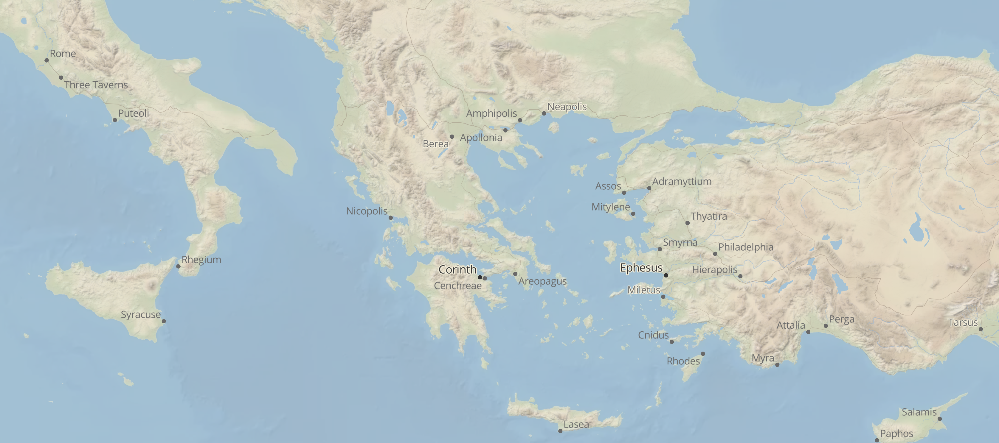 Rome
Three Taverns
Puteoli
Neapolis
Amphipolis
Apollonia
Berea
Adramyttium
Assos
Mitylene
Nicopolis
Thyatira
Smyrna
Philadelphia
Rhegium
Corinth
Ephesus
Hierapolis
Areopagus
Cenchreae
Miletus
Syracuse
Perga
Tarsus
Attalia
Cnidus
Myra
Rhodes
Salamis
Lasea
Paphos